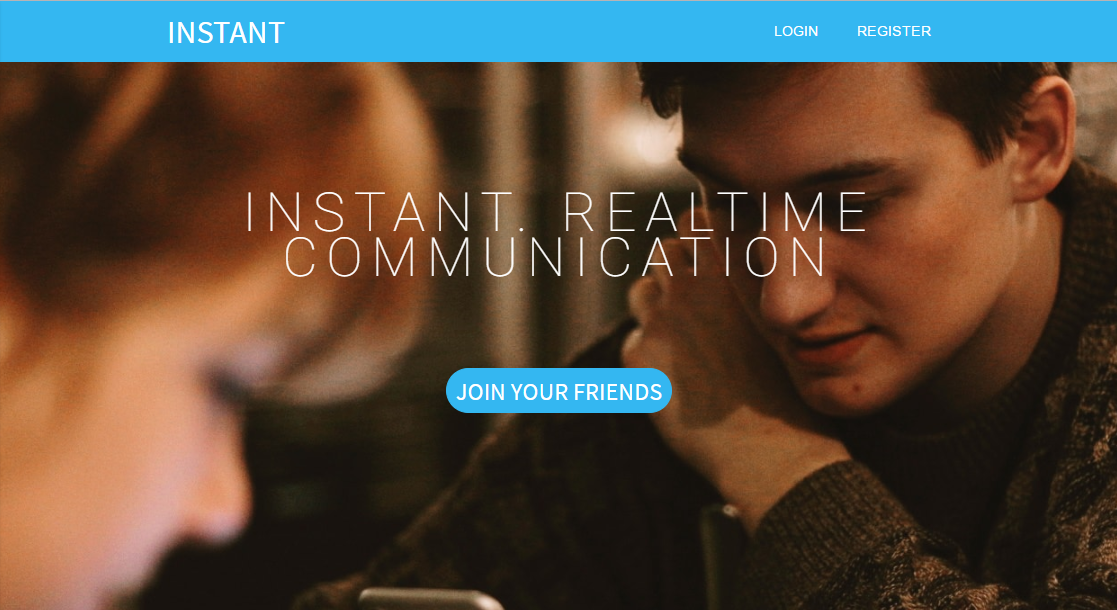 INSTANT
LOGIN
REGISTER
INSTANT. REALTIME
COMMUNICATION
JOIN YOUR FRIENDS